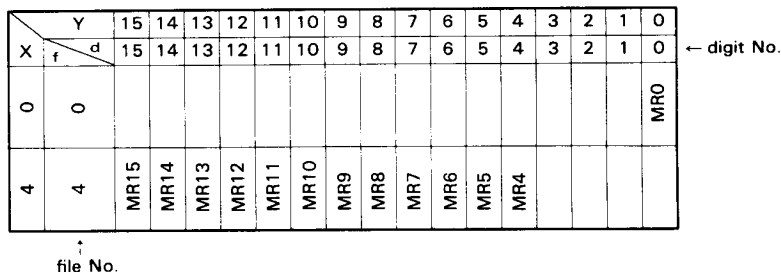 Y 15 14 13 12 11 10 9 8 7 6 5 4 3 2 1 0
X f d 15 14 13 12 11 10 9 8 7 6 5 4 3 2 1 0 ← digit No.
0 0 MR0
4 4 MR15 MR14 MR13 MR12 MR11 MR10 MR9 MR8 MR7 MR6 MR5 MR4
↑
file No.